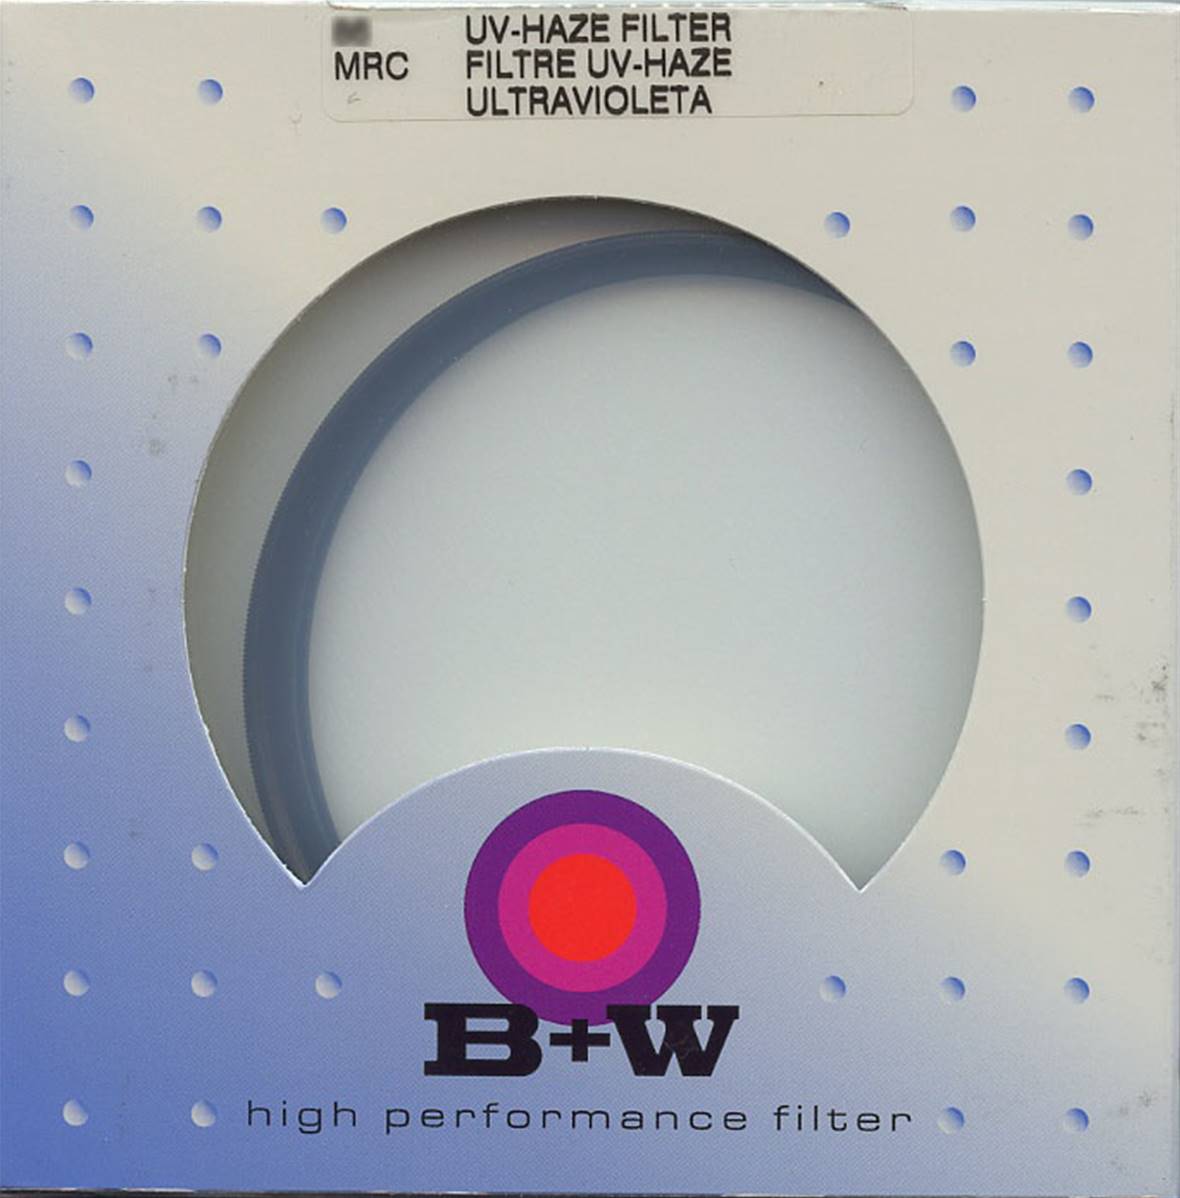 UV-HAZE FILTER
MRC FILTRE UV-HAZE
ULTRAVIOLETA
B+W
high performance filter